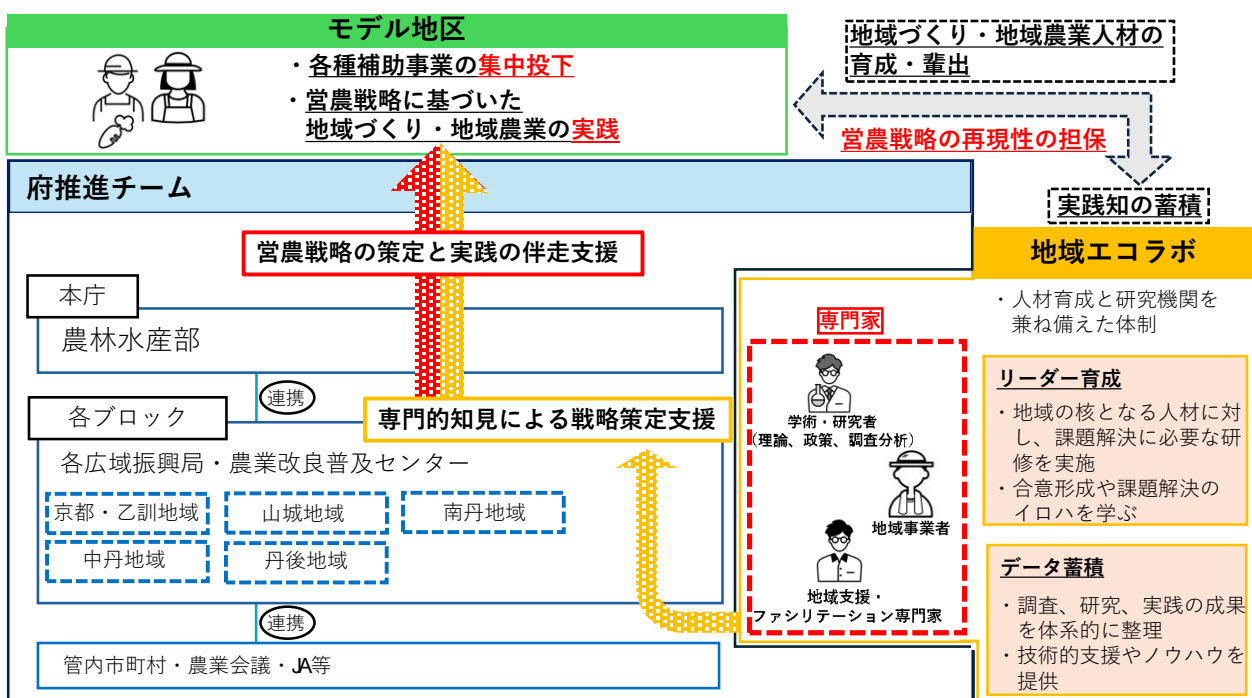 モデル地区
・各種補助事業の集中投下
・営農戦略に基づいた
地域づくり・地域農業の実践
地域づくり・地域農業人材の
育成・輩出
営農戦略の再現性の担保
実践知の蓄積
府推進チーム
営農戦略の策定と実践の伴走支援
本庁
農林水産部
連携
各ブロック
専門的知見による戦略策定支援
各広域振興局・農業改良普及センター
京都・乙訓地域
山城地域
南丹地域
中丹地域
丹後地域
連携
管内市町村・農業会議・JA等
専門家
学術・研究者
(理論、政策、調査分析)
地域事業者
地域支援・
ファシリテーション専門家
地域エコラボ
・人材育成と研究機関を
兼ね備えた体制
リーダー育成
・地域の核となる人材に対
し、課題解決に必要な研
修を実施
・合意形成や課題解決の
イロハを学ぶ
データ蓄積
・調査、研究、実践の成果
を体系的に整理
・技術的支援やノウハウを
提供